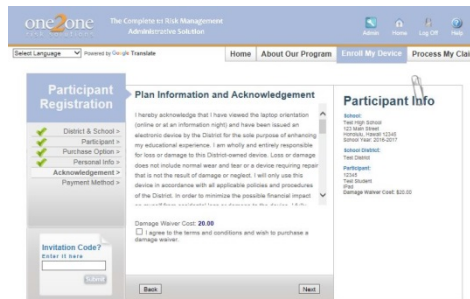 one2one
RISK SOLUTIONS
The Complete 1:1 Risk Management
Administrative Solution
Admin Home Log Off Help
Select Language Powered by Google Translate
Home About Our Program Enroll My Device Process My Clai
Participant
Registration
District & School >
Participant >
Purchase Option >
Personal Info >
Acknowledgement >
Payment Method >
Invitation Code?
Enter it here
Submit
Plan Information and Acknowledgement
I hereby acknowledge that I have viewed the laptop orientation
(online or at an information night) and have been issued an
electronic device by the District for the sole purpose of enhancing
my educational experience. I am wholly and entirely responsible
for loss or damage to this District-owned device. Loss or damage
does not include normal wear and tear or a device requiring repair
that is not the result of damage or neglect. I will only use this
device in accordance with all applicable policies and procedures
of the District. In order to minimize the possible financial impact
Damage Waiver Cost: 20.00
I agree to the terms and conditions and wish to purchase a
damage waiver.
Back Next
Participant Info
School:
Test High School
123 Main Street
Honolulu, Hawaii 12345
School Year: 2016-2017
School District:
Test District
Participant:
12345
Test Student
iPad
Damage Waiver Cost: $20.00